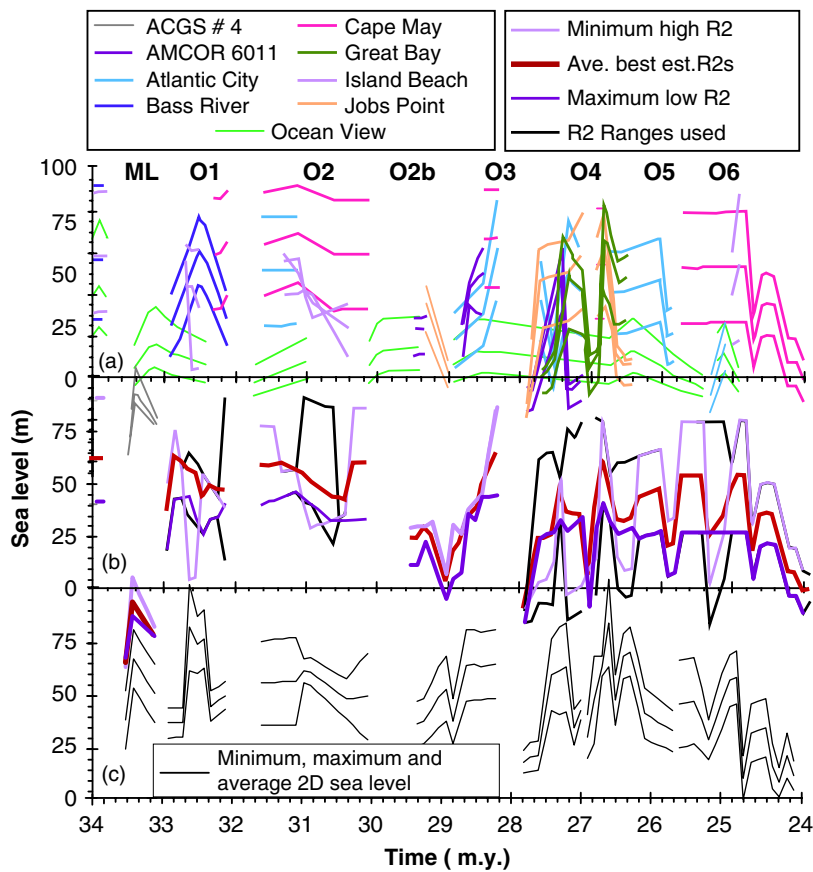 ACGS # 4
AMCOR 6011
Atlantic City
Bass River
Cape May
Great Bay
Island Beach
Jobs Point
Ocean View
Minimum high R2
Ave. best est.R2s
Maximum low R2
R2 Ranges used
ML O1 O2 O2b O3 O4 O5 O6
100
75
50
25
0
(a)
75
50
25
0
(b)
75
50
25
0
(c)
Sea level (m)
Minimum, maximum and
average 2D sea level
34 33 32 31 30 29 28 27 26 25 24
Time ( m.y.)